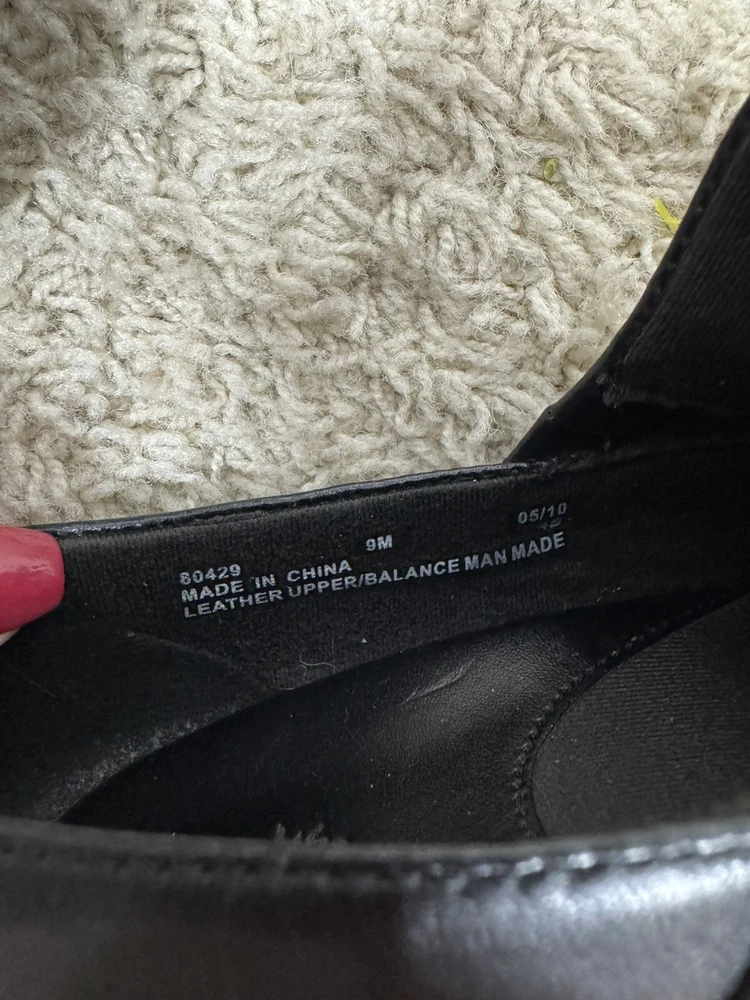 80429 9M 05/10
MADE IN CHINA
LEATHER UPPER/BALANCE MAN MADE